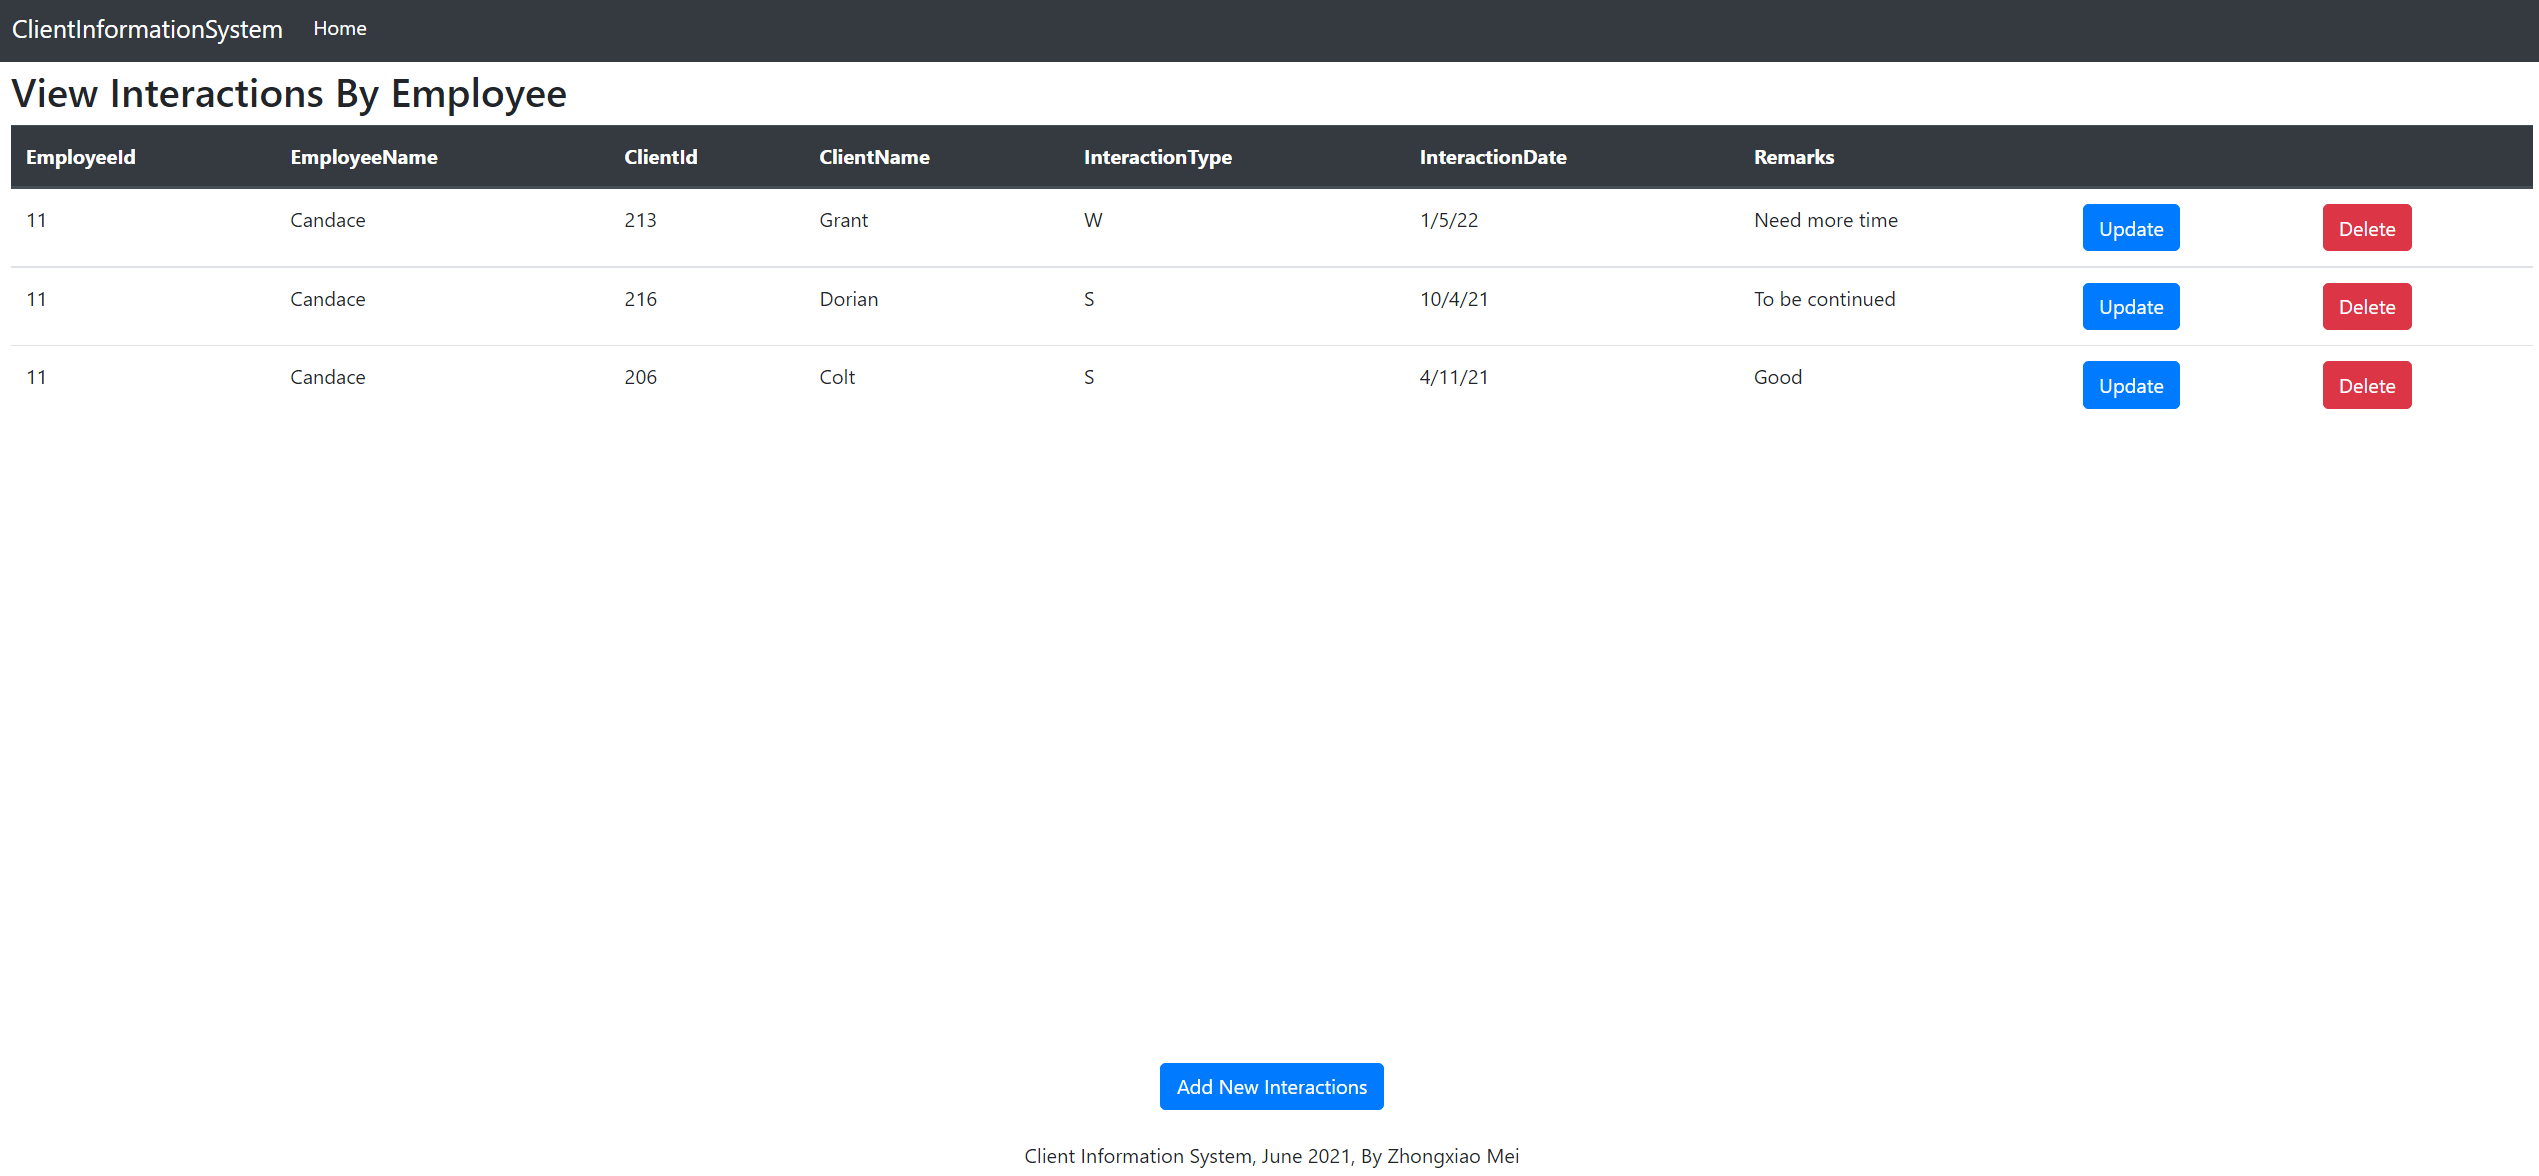 ClientInformationSystem Home
View Interactions By Employee
EmployeeId EmployeeName ClientId ClientName InteractionType InteractionDate Remarks
11 Candace 213 Grant W 1/5/22 Need more time Update Delete
11 Candace 216 Dorian S 10/4/21 To be continued Update Delete
11 Candace 206 Colt S 4/11/21 Good Update Delete
Add New Interactions
Client Information System, June 2021, By Zhongxiao Mei